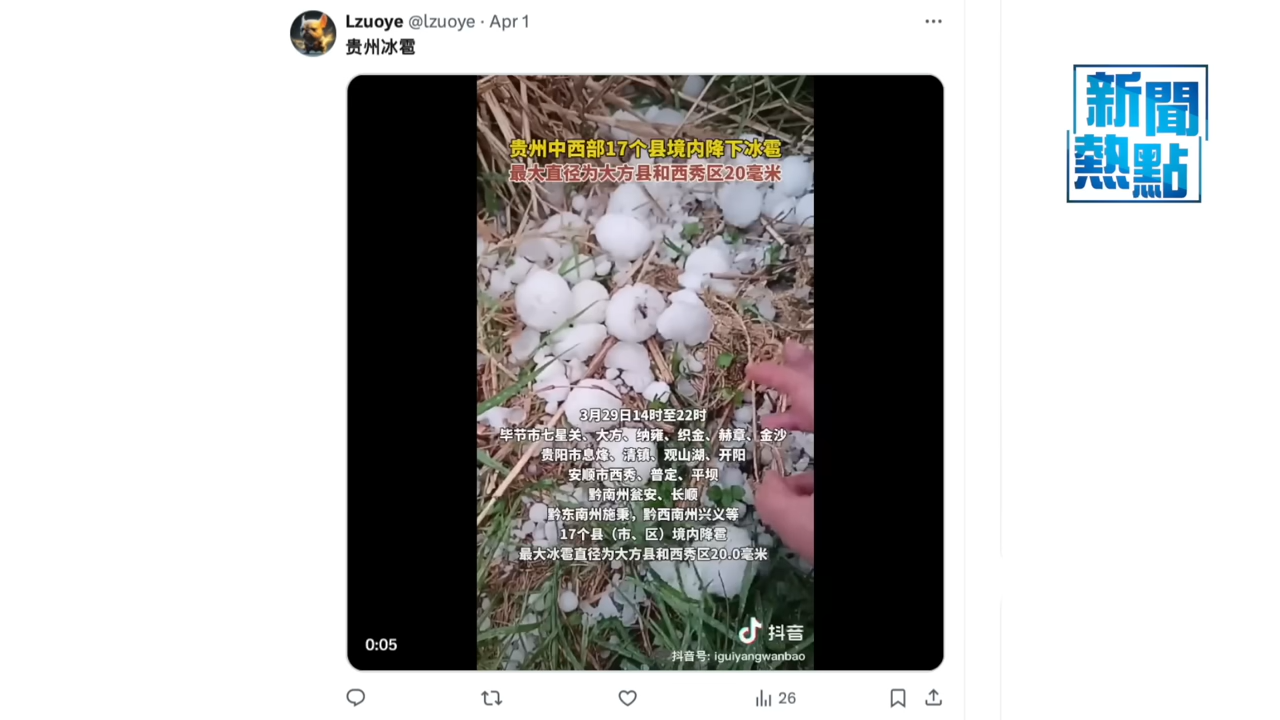 Lzuoye @lzuoye · Apr 1
贵州冰雹
新聞
熱點
贵州中西部17个县境内降下冰雹
最大直径为大方县和西秀区20毫米
3月29日14时至22时
毕节市七星关、大方、纳雍、织金、赫章、金沙
贵阳市息烽、清镇、观山湖、开阳
安顺市西秀、普定、平坝
黔南州瓮安、长顺
黔东南州施秉，黔西南州兴义等
17个县（市、区）境内降雹
最大冰雹直径为大方县和西秀区20.0毫米
抖音
抖音号: iguiyangwanbao
0:05
26